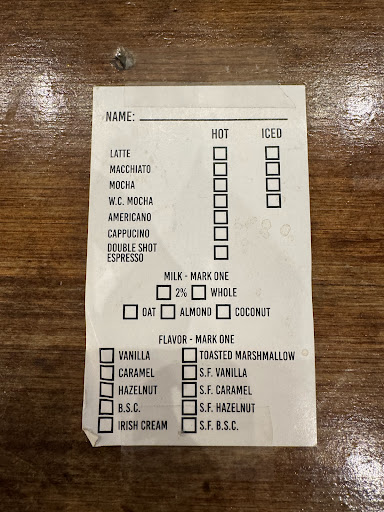 NAME:
HOT ICED
LATTE
MACCHIATO
MOCHA
W.C. MOCHA
AMERICANO
CAPPUCINO
DOUBLE SHOT
ESPRESSO
MILK - MARK ONE
2% WHOLE
OAT ALMOND COCONUT
FLAVOR - MARK ONE
VANILLA TOASTED MARSHMALLOW
CARAMEL S.F. VANILLA
HAZELNUT S.F. CARAMEL
B.S.C. S.F. HAZELNUT
IRISH CREAM S.F. B.S.C.